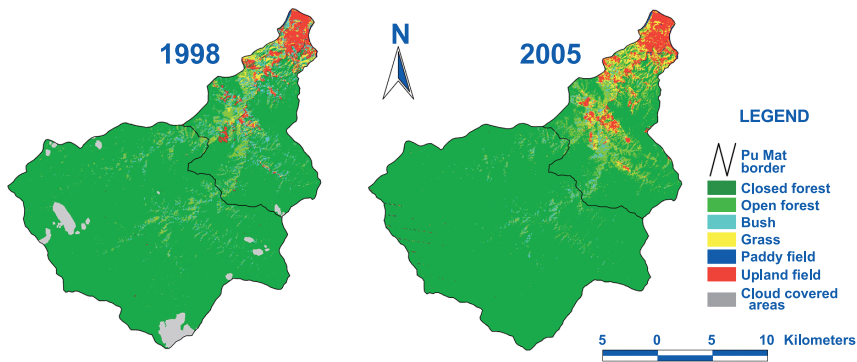 1998
N
2005
LEGEND
Pu Mat
border
Closed forest
Open forest
Bush
Grass
Paddy field
Upland field
Cloud covered
areas
5 0 5 10 Kilometers